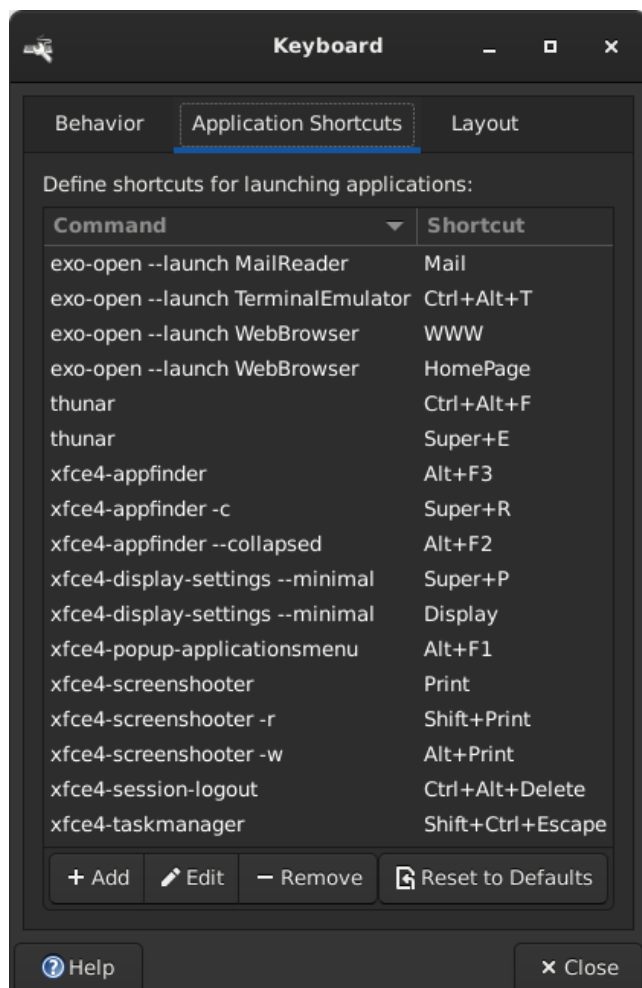 Keyboard
Behavior Application Shortcuts Layout
Define shortcuts for launching applications:
Command Shortcut
exo-open --launch MailReader Mail
exo-open --launch TerminalEmulator Ctrl+Alt+T
exo-open --launch WebBrowser WWW
exo-open --launch WebBrowser HomePage
thunar Ctrl+Alt+F
thunar Super+E
xfce4-appfinder Alt+F3
xfce4-appfinder -c Super+R
xfce4-appfinder --collapsed Alt+F2
xfce4-display-settings --minimal Super+P
xfce4-display-settings --minimal Display
xfce4-popup-applicationsmenu Alt+F1
xfce4-screenshooter Print
xfce4-screenshooter -r Shift+Print
xfce4-screenshooter -w Alt+Print
xfce4-session-logout Ctrl+Alt+Delete
xfce4-taskmanager Shift+Ctrl+Escape
+ Add Edit − Remove Reset to Defaults
Help × Close